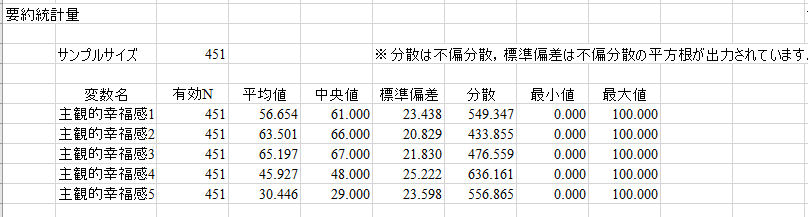 要約統計量
サンプルサイズ 451 ※ 分散は不偏分散，標準偏差は不偏分散の平方根が出力されています.
変数名 有効N 平均値 中央値 標準偏差 分散 最小値 最大値
主観的幸福感1 451 56.654 61.000 23.438 549.347 0.000 100.000
主観的幸福感2 451 63.501 66.000 20.829 433.855 0.000 100.000
主観的幸福感3 451 65.197 67.000 21.830 476.559 0.000 100.000
主観的幸福感4 451 45.927 48.000 25.222 636.161 0.000 100.000
主観的幸福感5 451 30.446 29.000 23.598 556.865 0.000 100.000